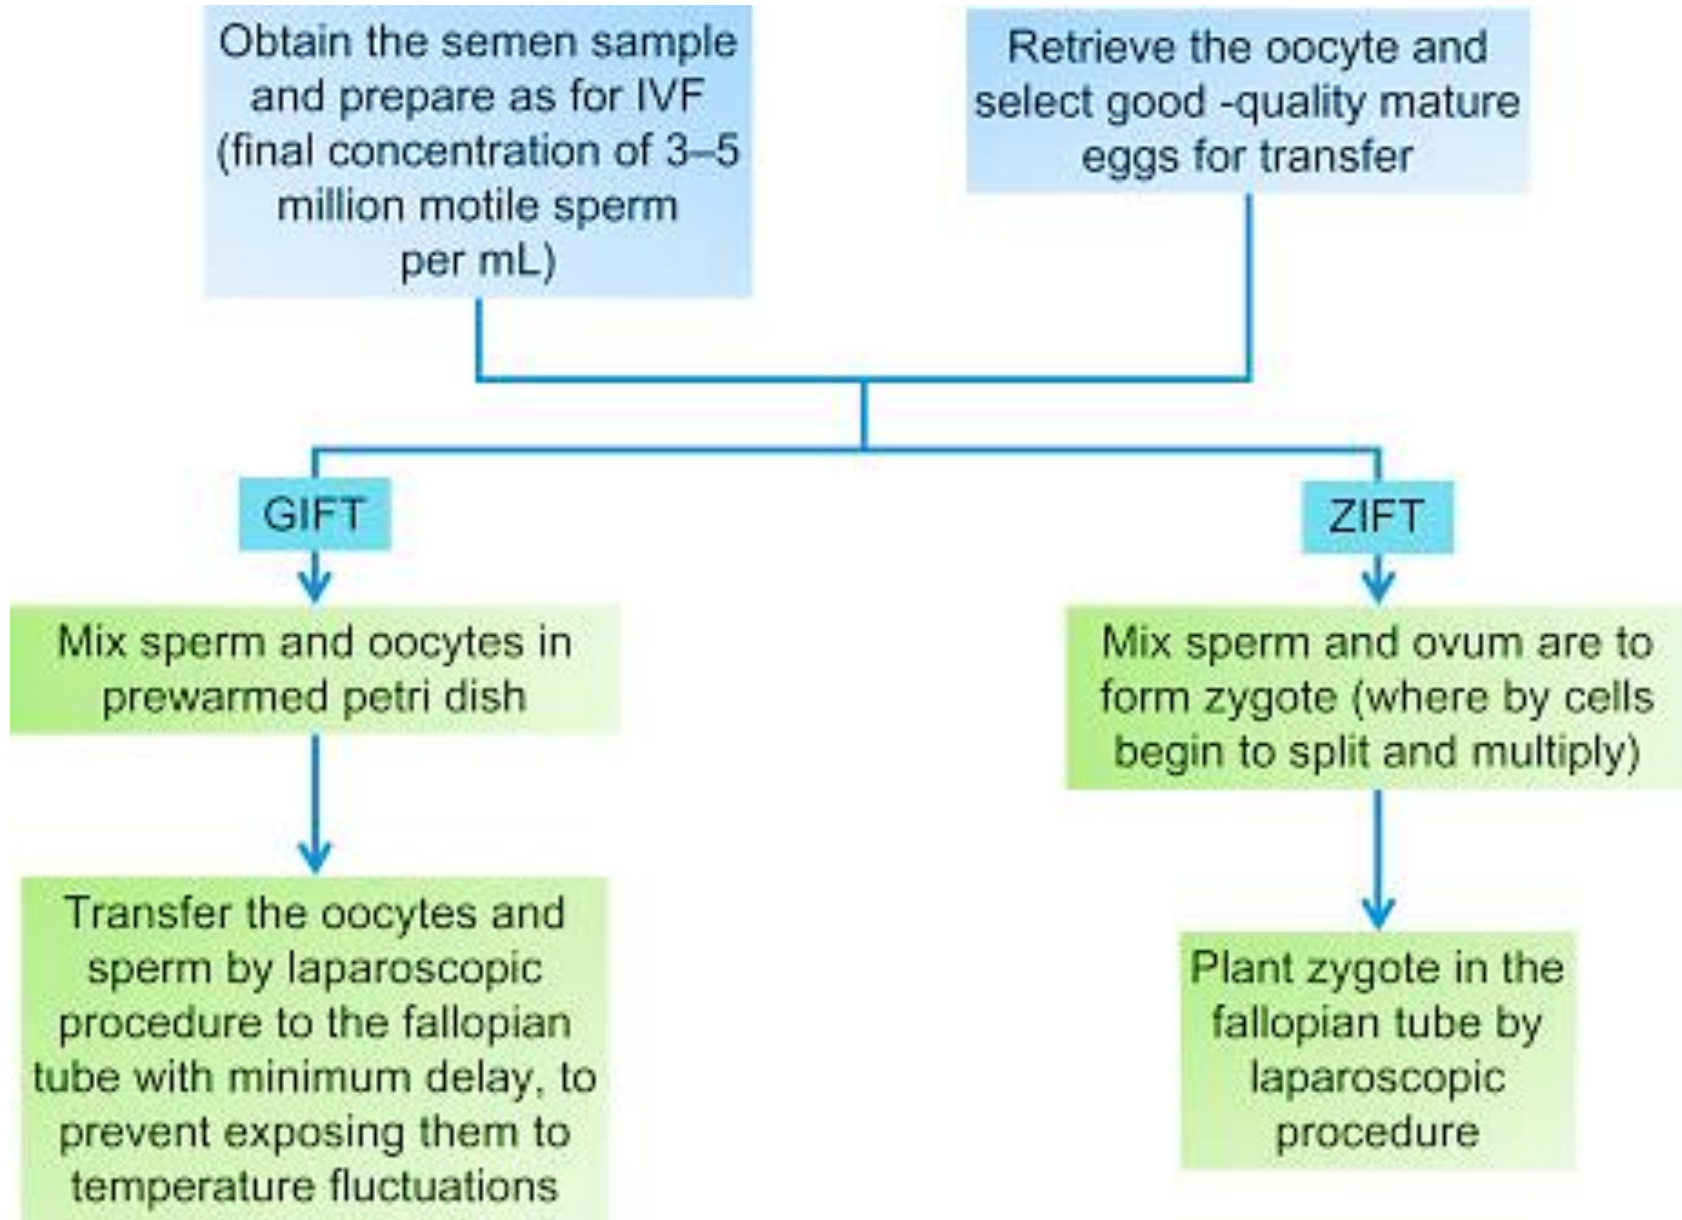 Obtain the semen sample
and prepare as for IVF
(final concentration of 3–5
million motile sperm
per mL)
Retrieve the oocyte and
select good -quality mature
eggs for transfer
GIFT
ZIFT
Mix sperm and oocytes in
prewarmed petri dish
Mix sperm and ovum are to
form zygote (where by cells
begin to split and multiply)
Transfer the oocytes and
sperm by laparoscopic
procedure to the fallopian
tube with minimum delay, to
prevent exposing them to
temperature fluctuations
Plant zygote in the
fallopian tube by
laparoscopic
procedure